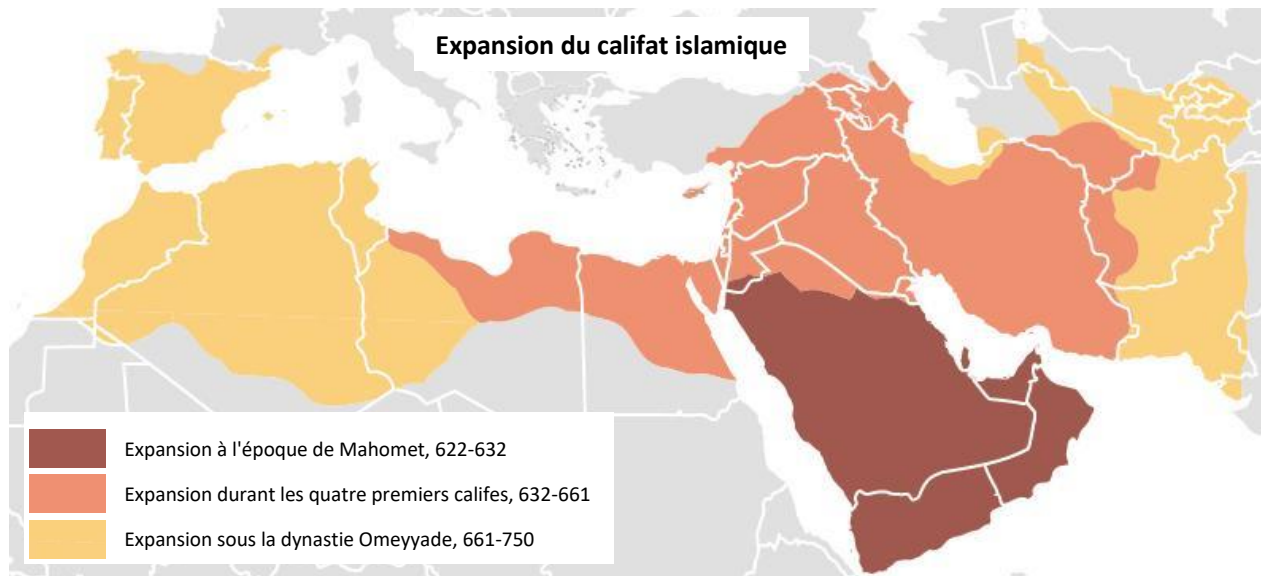 Expansion du califat islamique
Expansion à l'époque de Mahomet, 622-632
Expansion durant les quatre premiers califes, 632-661
Expansion sous la dynastie Omeyyade, 661-750